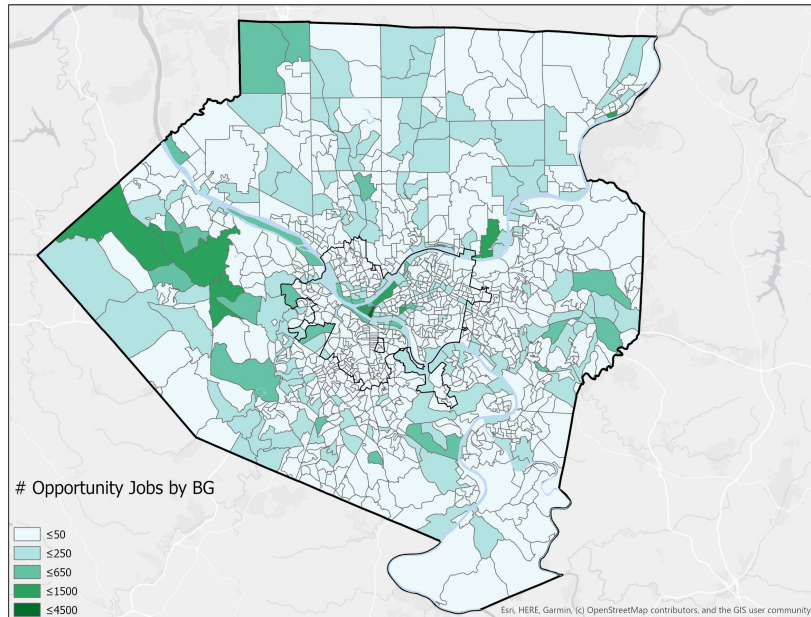 # Opportunity Jobs by BG
≤50
≤250
≤650
≤1500
≤4500
Esri, HERE, Garmin, (c) OpenStreetMap contributors, and the GIS user community